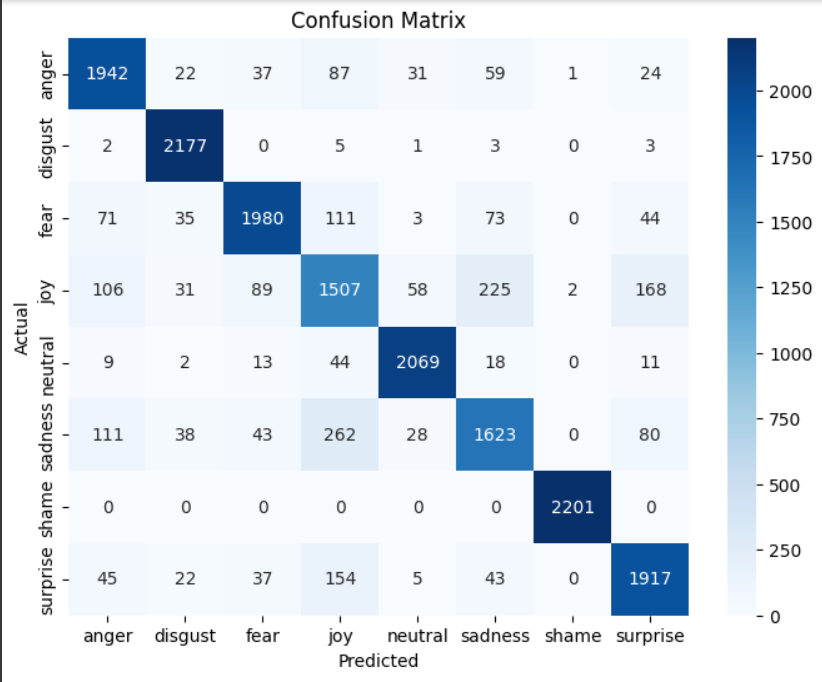 Confusion Matrix
Actual
anger 1942 22 37 87 31 59 1 24
disgust 2 2177 0 5 1 3 0 3
fear 71 35 1980 111 3 73 0 44
joy 106 31 89 1507 58 225 2 168
neutral 9 2 13 44 2069 18 0 11
sadness 111 38 43 262 28 1623 0 80
shame 0 0 0 0 0 0 2201 0
surprise 45 22 37 154 5 43 0 1917
anger disgust fear joy neutral sadness shame surprise
Predicted
2000
1750
1500
1250
1000
750
500
250
0